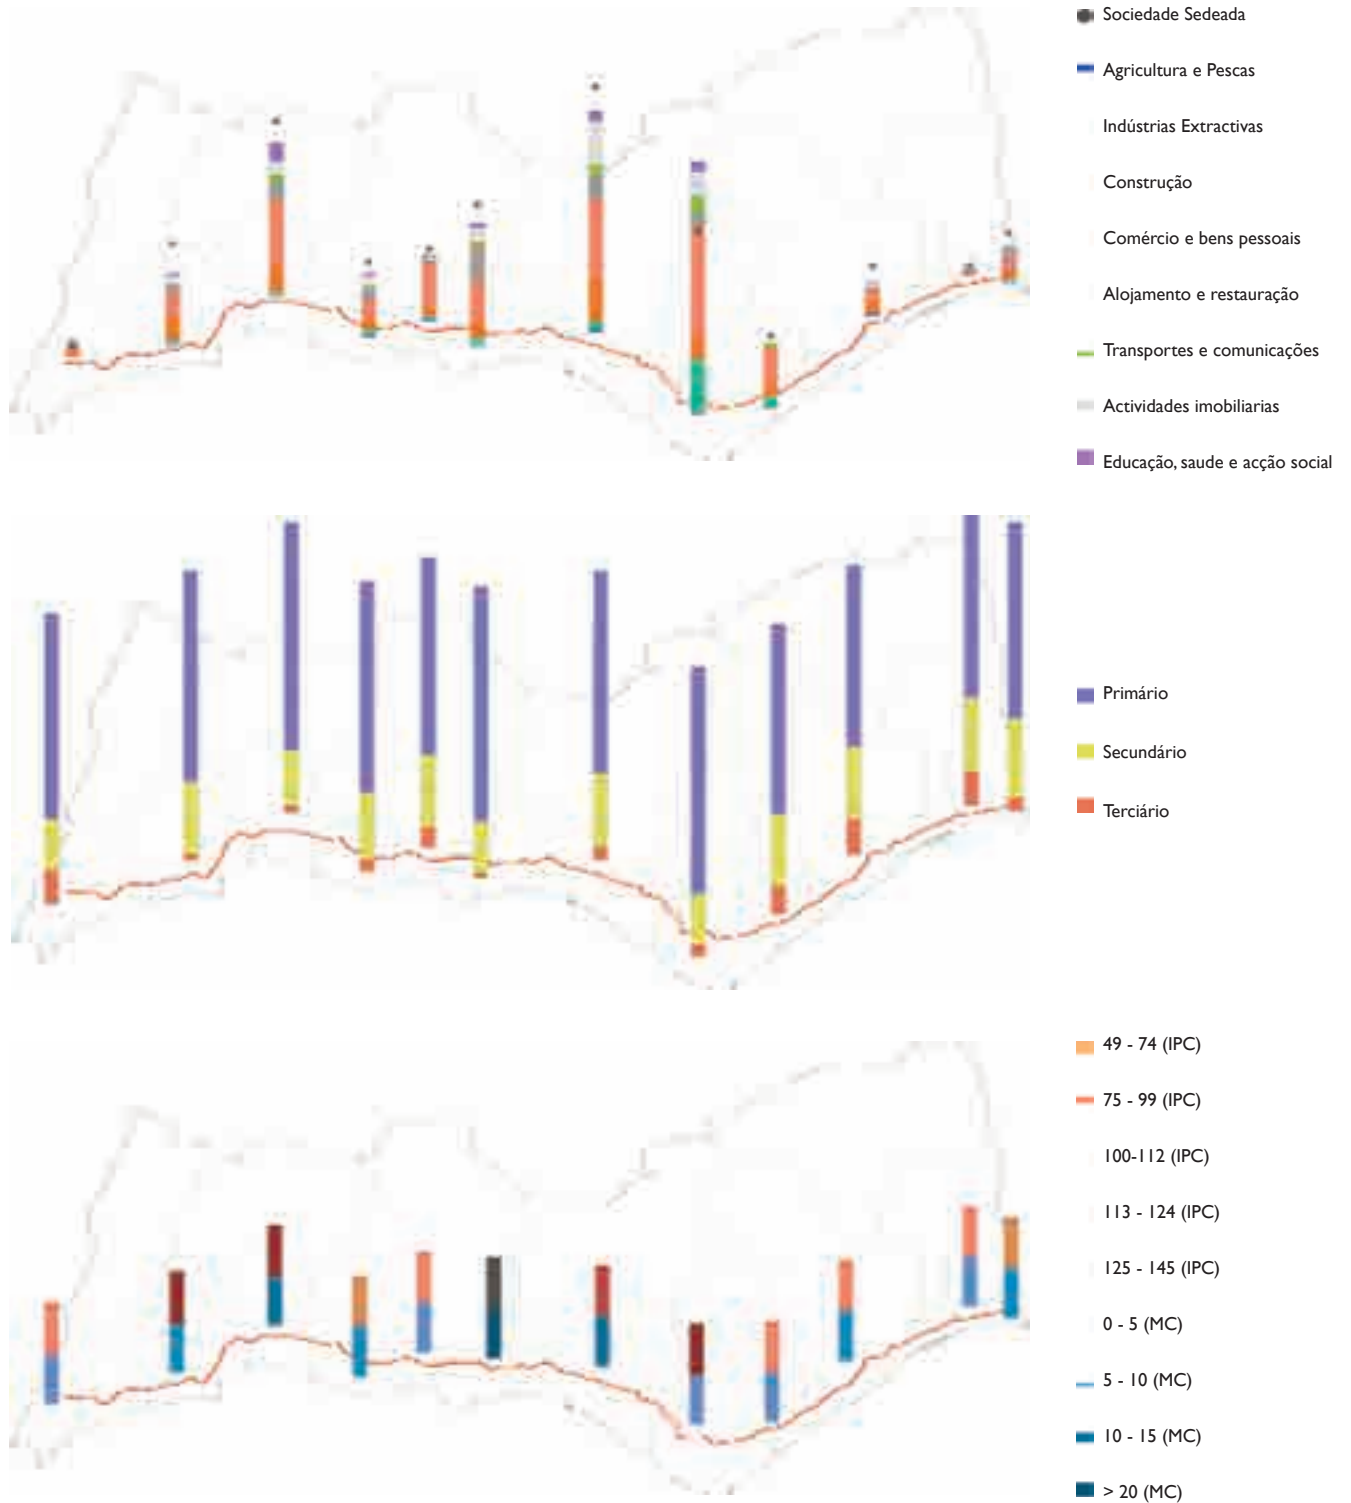 Sociedade Sedeada
Agricultura e Pescas
Indústrias Extractivas
Construção
Comércio e bens pessoais
Alojamento e restauração
Transportes e comunicações
Actividades imobiliarias
Educação, saude e acção social
Primário
Secundário
Terciário
49 - 74 (IPC)
75 - 99 (IPC)
100-112 (IPC)
113 - 124 (IPC)
125 - 145 (IPC)
0 - 5 (MC)
5 - 10 (MC)
10 - 15 (MC)
> 20 (MC)